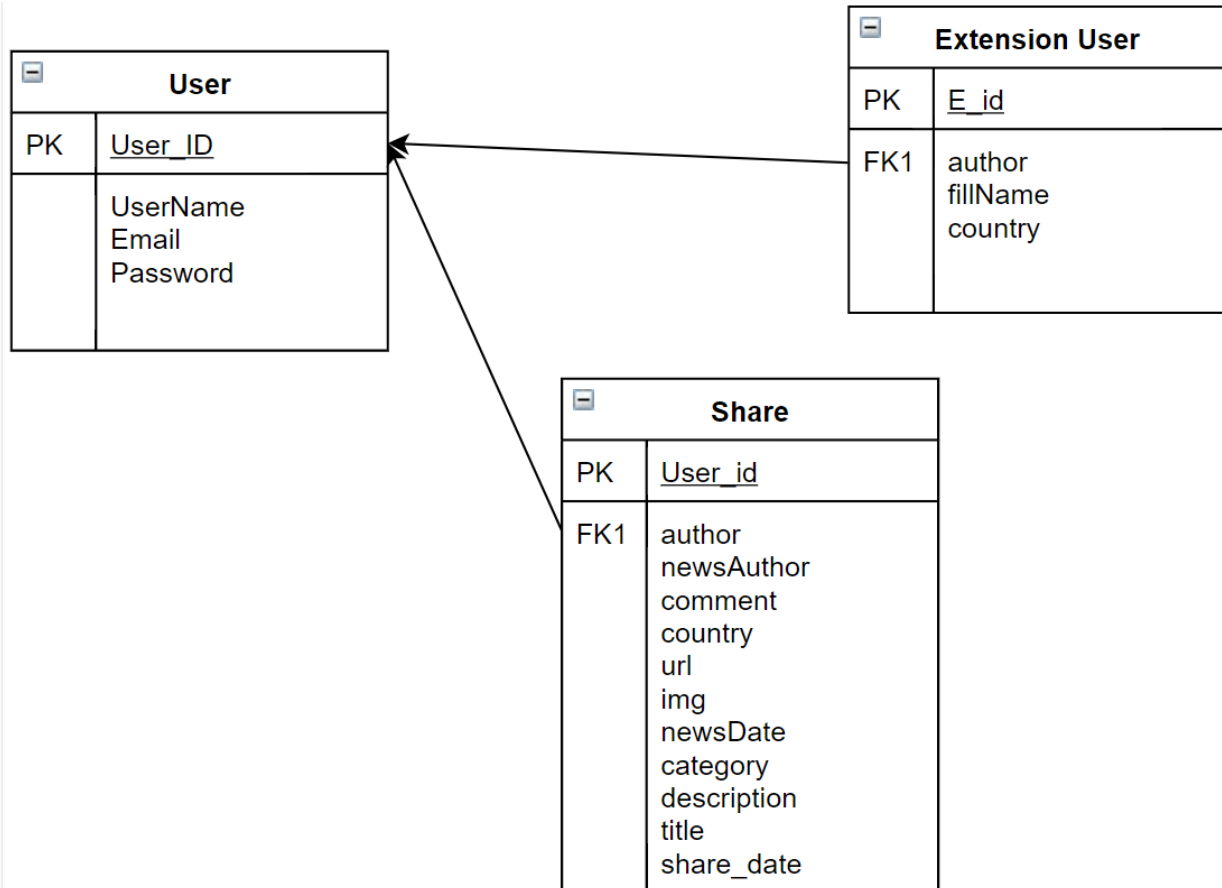 User
PK User_ID
UserName
Email
Password
Extension User
PK E_id
FK1 author
fillName
country
Share
PK User_id
FK1 author
newsAuthor
comment
country
url
img
newsDate
category
description
title
share_date